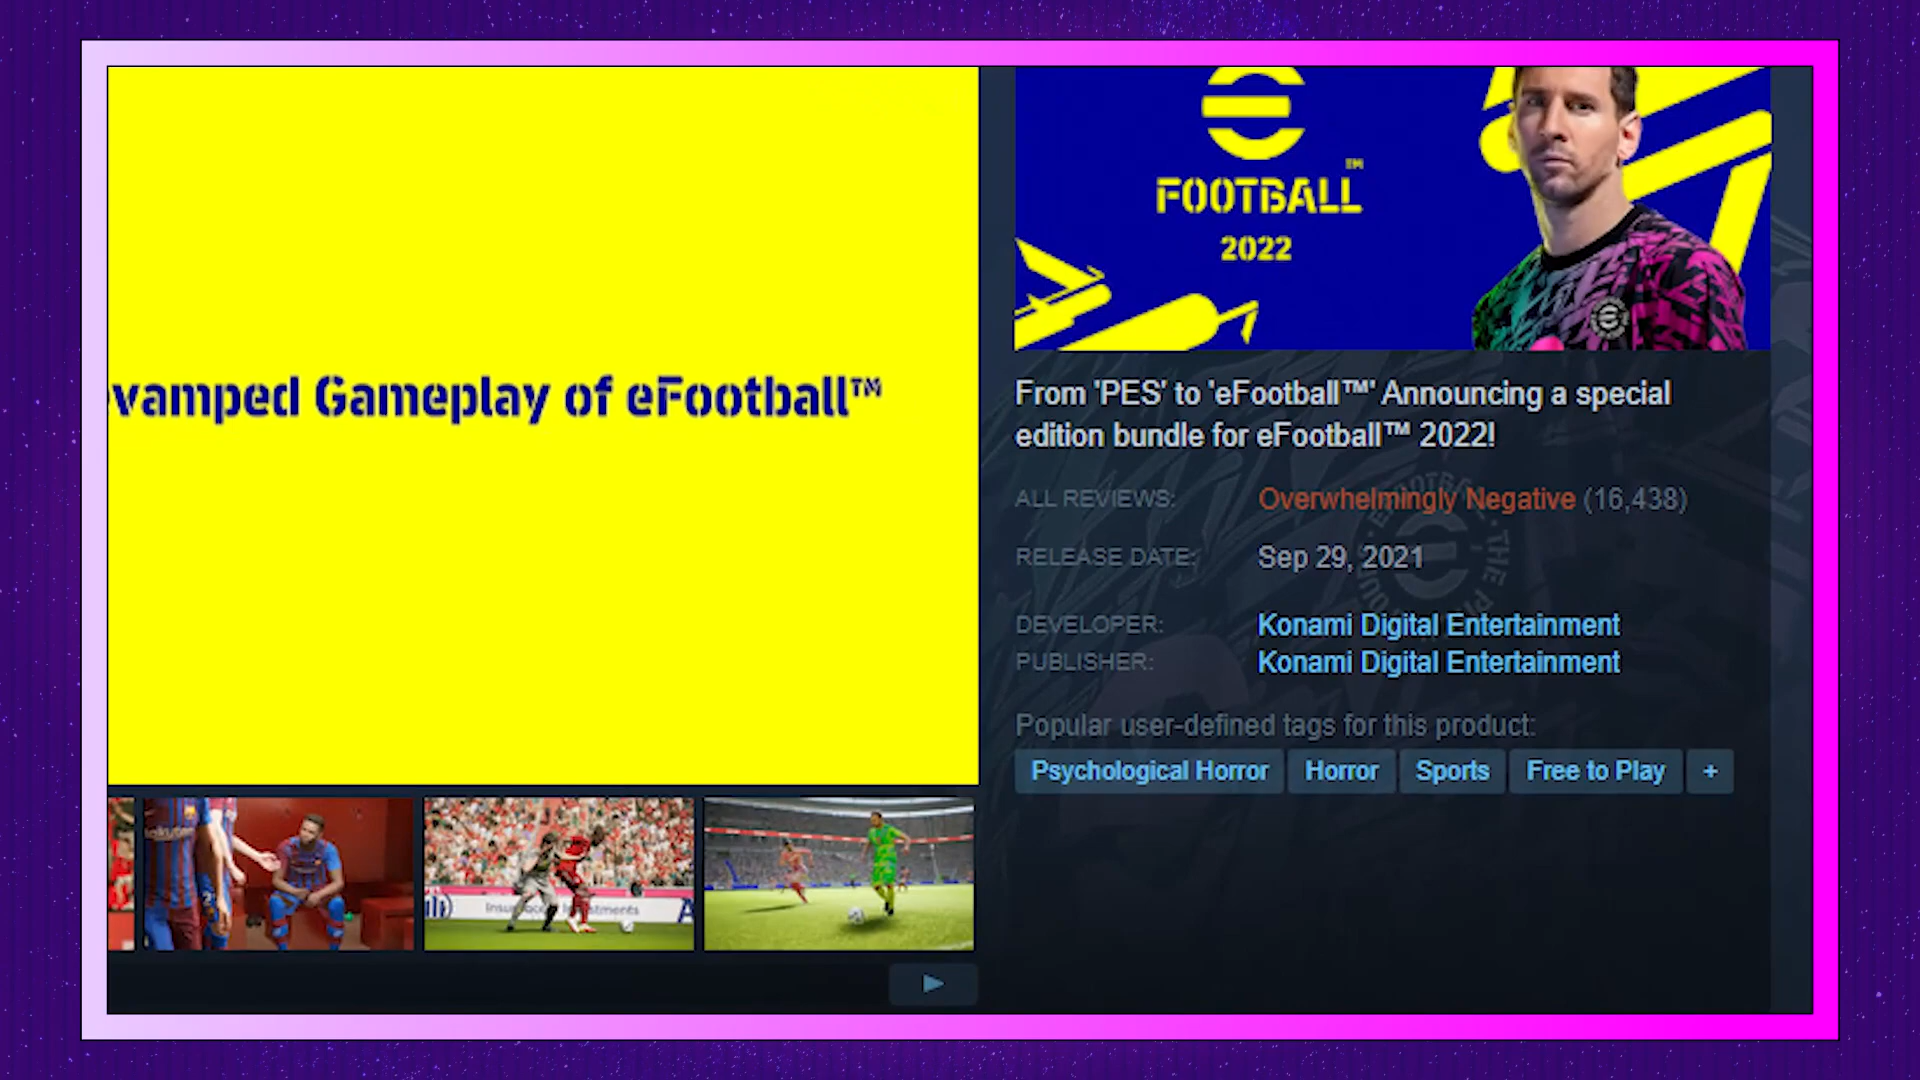 vamped Gameplay of eFootball™
FOOTBALL™
2022
From 'PES' to 'eFootball™' Announcing a special
edition bundle for eFootball™ 2022!
ALL REVIEWS: Overwhelmingly Negative (16,438)
RELEASE DATE: Sep 29, 2021
DEVELOPER: Konami Digital Entertainment
PUBLISHER: Konami Digital Entertainment
Popular user-defined tags for this product:
Psychological Horror Horror Sports Free to Play +